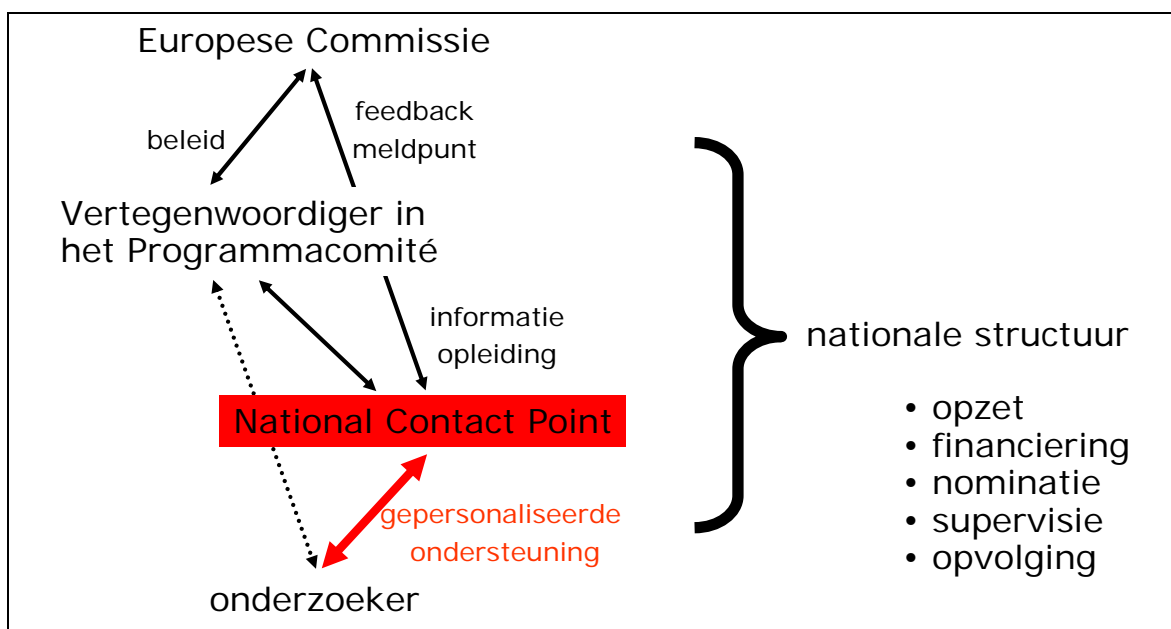 Europese Commissie
beleid
feedback
meldpunt
Vertegenwoordiger in
het Programmacomité
informatie
opleiding
National Contact Point
gepersonaliseerde
ondersteuning
onderzoeker
nationale structuur
• opzet
• financiering
• nominatie
• supervisie
• opvolging